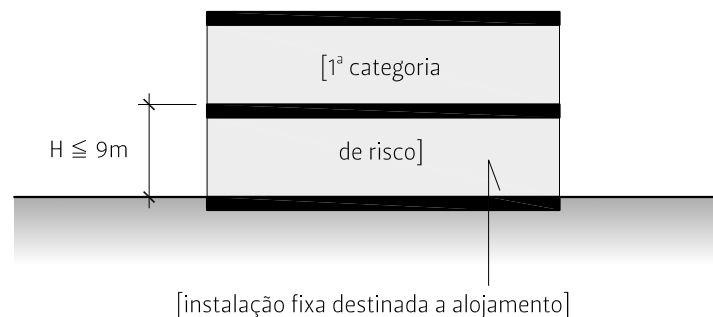 [1ª categoria
H ≦ 9m
de risco]
[instalação fixa destinada a alojamento]